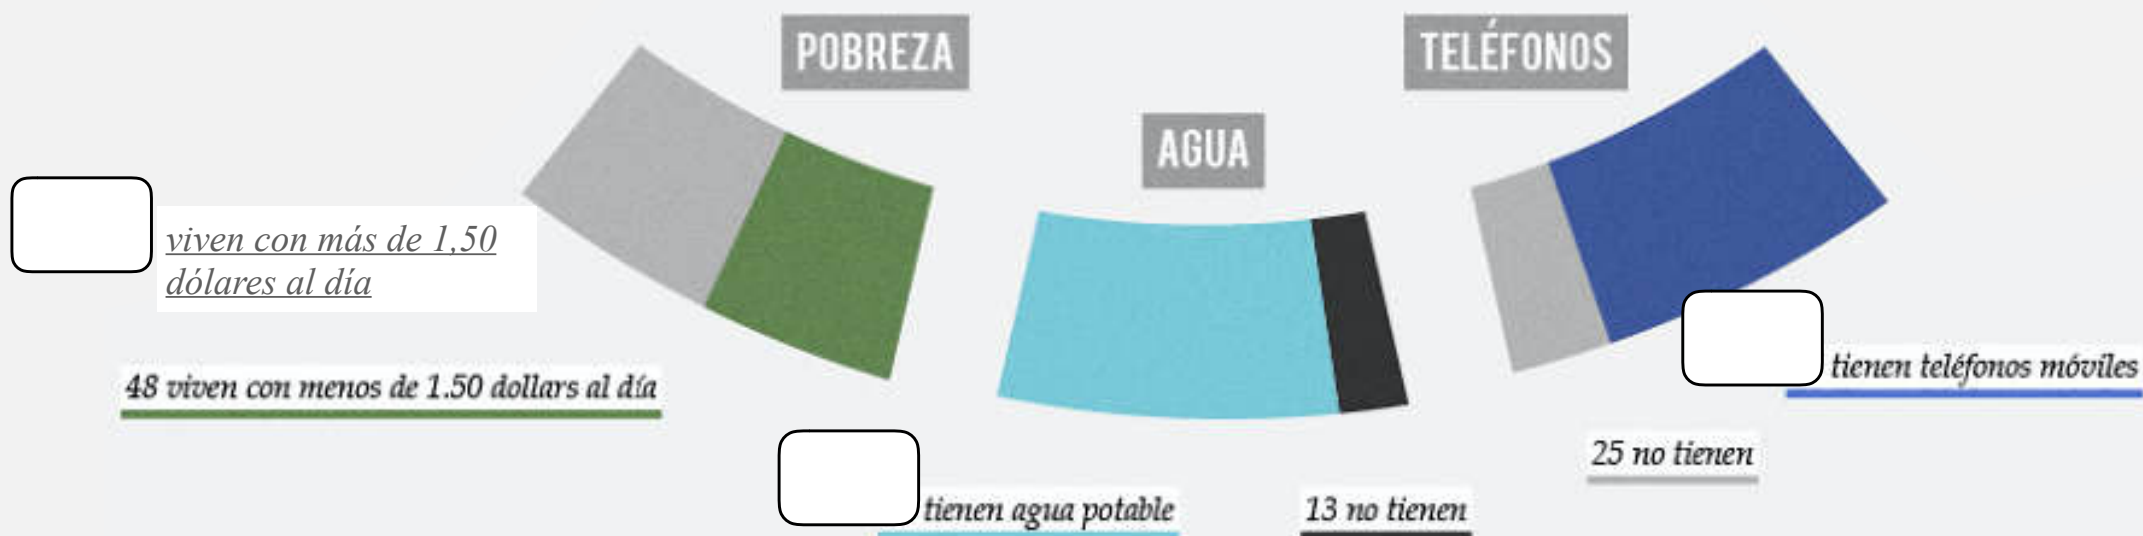 POBREZA
TELÉFONOS
AGUA
viven con más de 1,50
dólares al día
48 viven con menos de 1.50 dollars al día
tienen teléfonos móviles
25 no tienen
tienen agua potable
13 no tienen